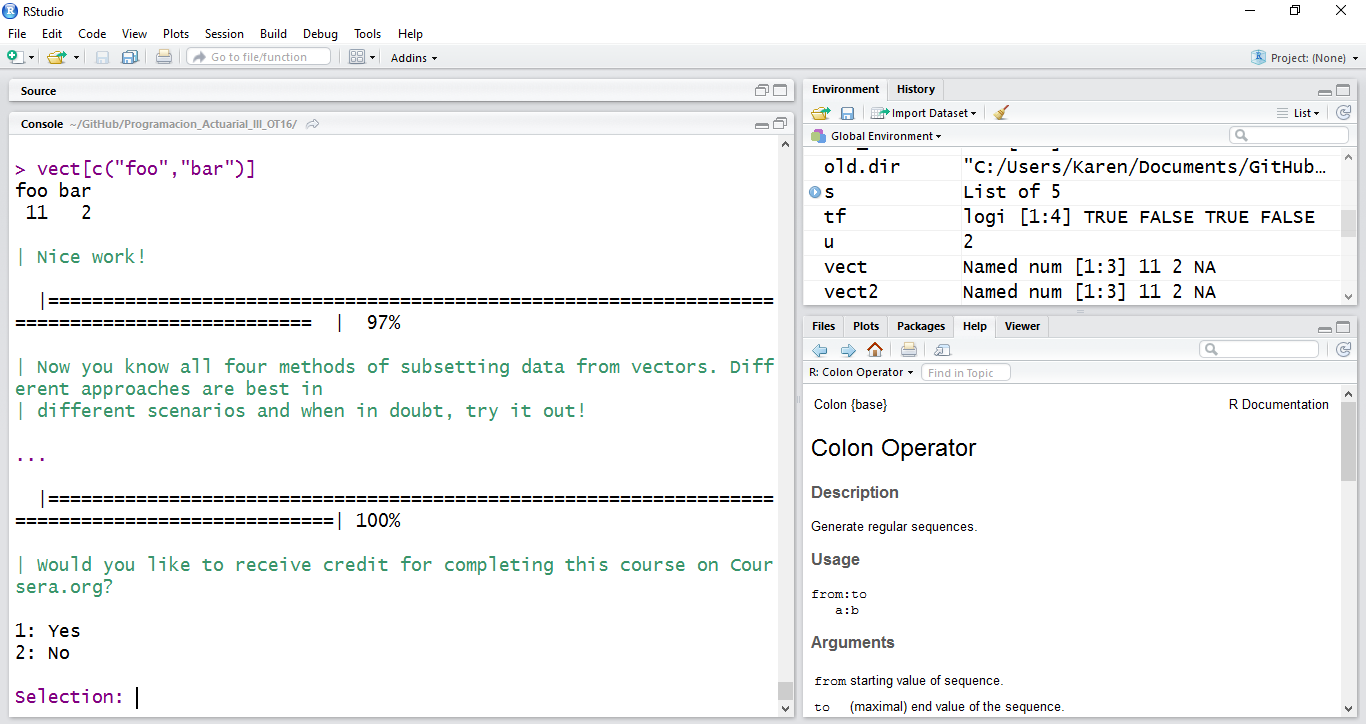 RStudio
File Edit Code View Plots Session Build Debug Tools Help
Go to file/function Addins Project: (None)
Source
Console ~/GitHub/Programacion_Actuarial_III_OT16/
> vect[c("foo","bar")]
foo bar
11 2
| Nice work!
|==================================================================
=========================== | 97%
| Now you know all four methods of subsetting data from vectors. Diff
erent approaches are best in
| different scenarios and when in doubt, try it out!
...
|==================================================================
=============================| 100%
| Would you like to receive credit for completing this course on Cour
sera.org?
1: Yes
2: No
Selection:
Environment History
Import Dataset List
Global Environment
old.dir "C:/Users/Karen/Documents/GitHub…
s List of 5
tf logi [1:4] TRUE FALSE TRUE FALSE
u 2
vect Named num [1:3] 11 2 NA
vect2 Named num [1:3] 11 2 NA
Files Plots Packages Help Viewer
R: Colon Operator Find in Topic
Colon {base} R Documentation
Colon Operator
Description
Generate regular sequences.
Usage
from:to
a:b
Arguments
from starting value of sequence.
to (maximal) end value of the sequence.